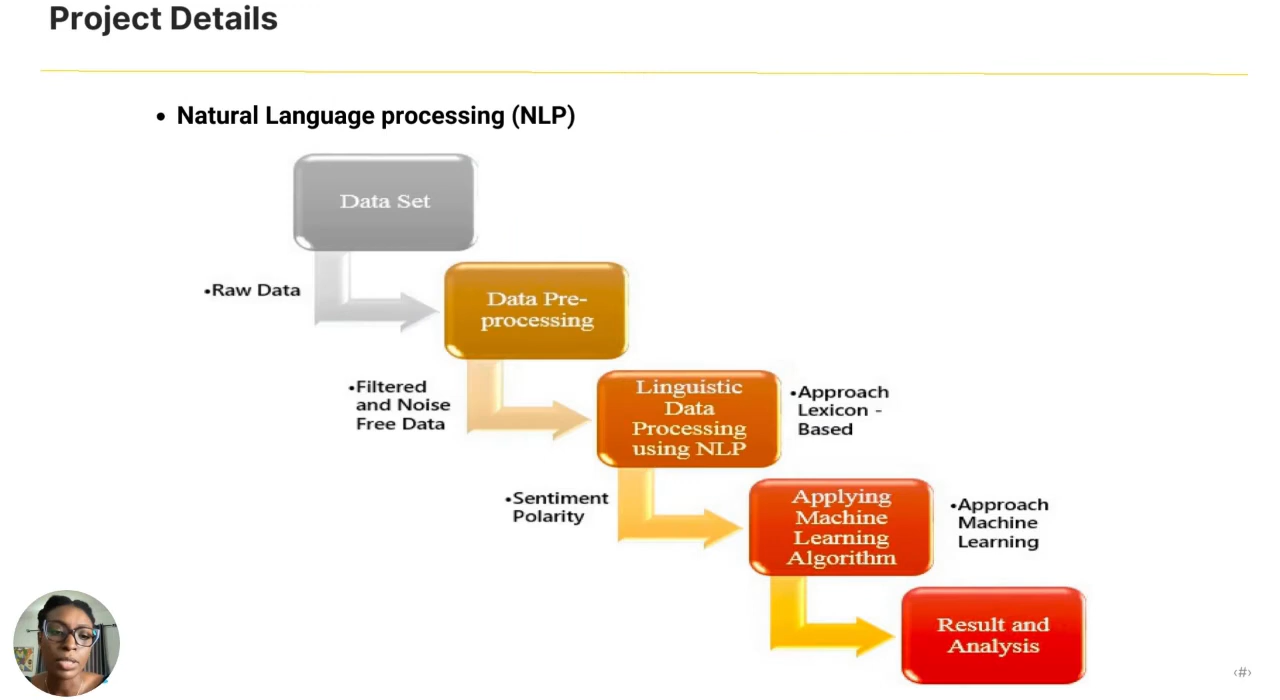 Project Details
• Natural Language processing (NLP)
Data Set
•Raw Data
Data Pre-
processing
•Filtered
and Noise
Free Data
Linguistic
Data
Processing
using NLP
•Approach
Lexicon -
Based
•Sentiment
Polarity
Applying
Machine
Learning
Algorithm
•Approach
Machine
Learning
Result and
Analysis
‹#›